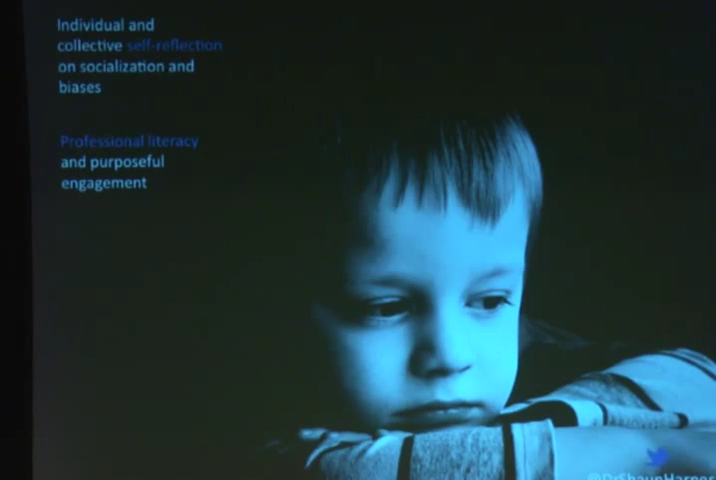 Individual and
collective self-reflection
on socialization and
biases
Professional literacy
and purposeful
engagement